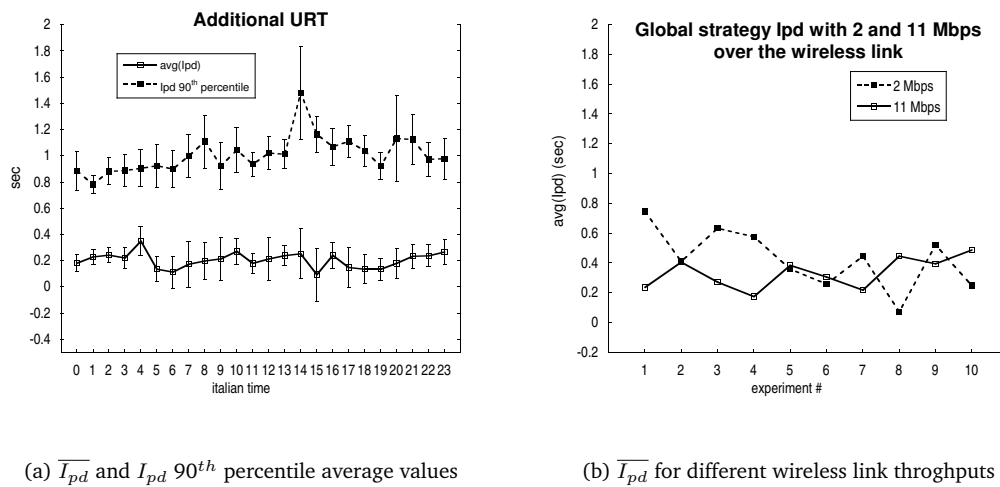 Additional URT
avg(Ipd)
Ipd 90th percentile
2
1.8
1.6
1.4
1.2
1
0.8
0.6
0.4
0.2
0
-0.2
-0.4
sec
0 1 2 3 4 5 6 7 8 9 10 11 12 13 14 15 16 17 18 19 20 21 22 23
italian time
Global strategy Ipd with 2 and 11 Mbps
over the wireless link
2 Mbps
11 Mbps
2
1.8
1.6
1.4
1.2
1
0.8
0.6
0.4
0.2
0
-0.2
avg(Ipd) (sec)
1 2 3 4 5 6 7 8 9 10
experiment #
(a) I̅p̅d̅ and Ipd 90th percentile average values
(b) I̅p̅d̅ for different wireless link throghputs